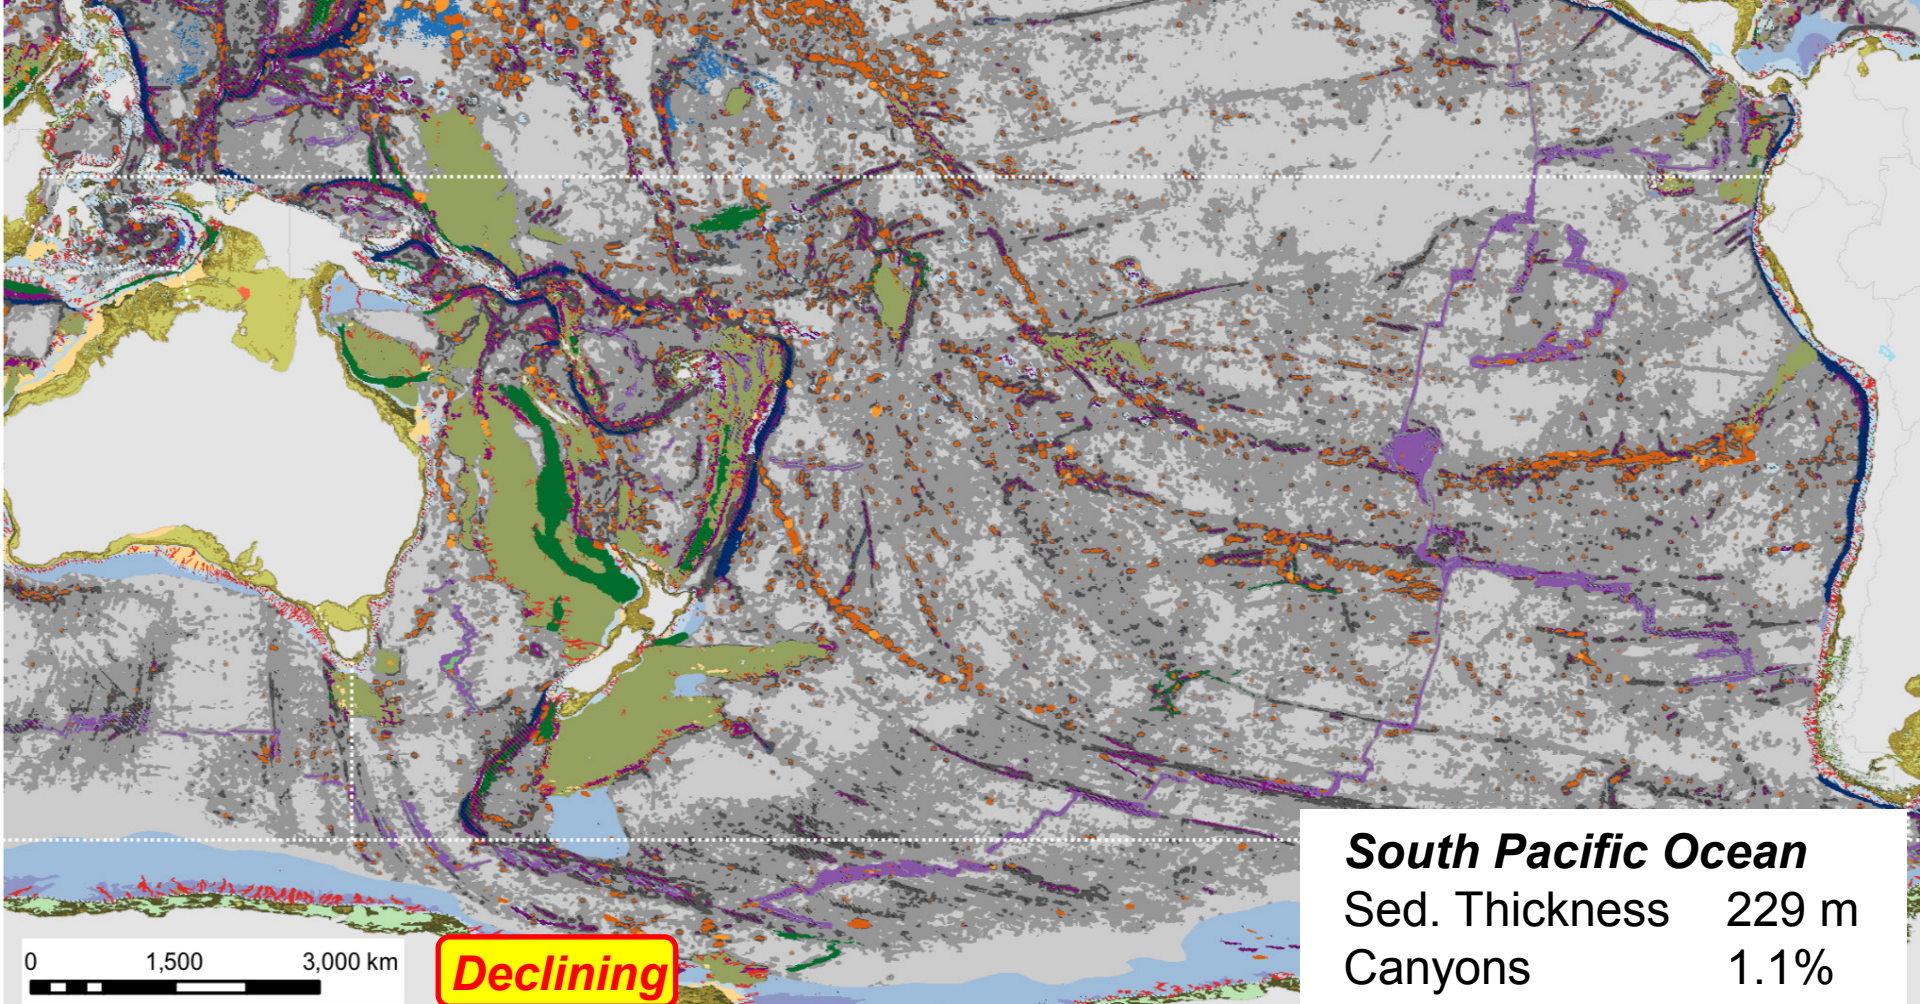 South Pacific Ocean
Sed. Thickness 229 m
Canyons 1.1%
0 1,500 3,000 km
Declining